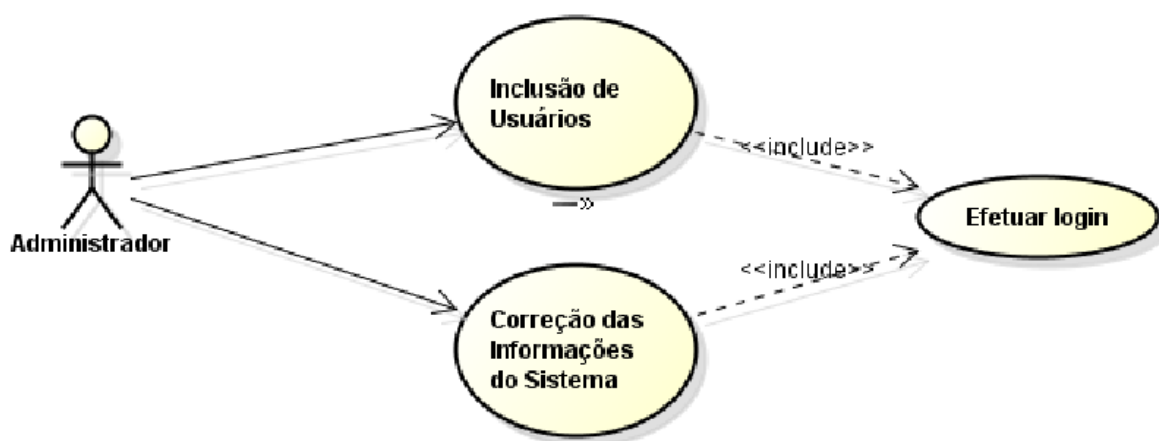 Inclusão de
Usuários
<<include>>
Administrador
Efetuar login
<<include>>
Correção das
Informações
do Sistema